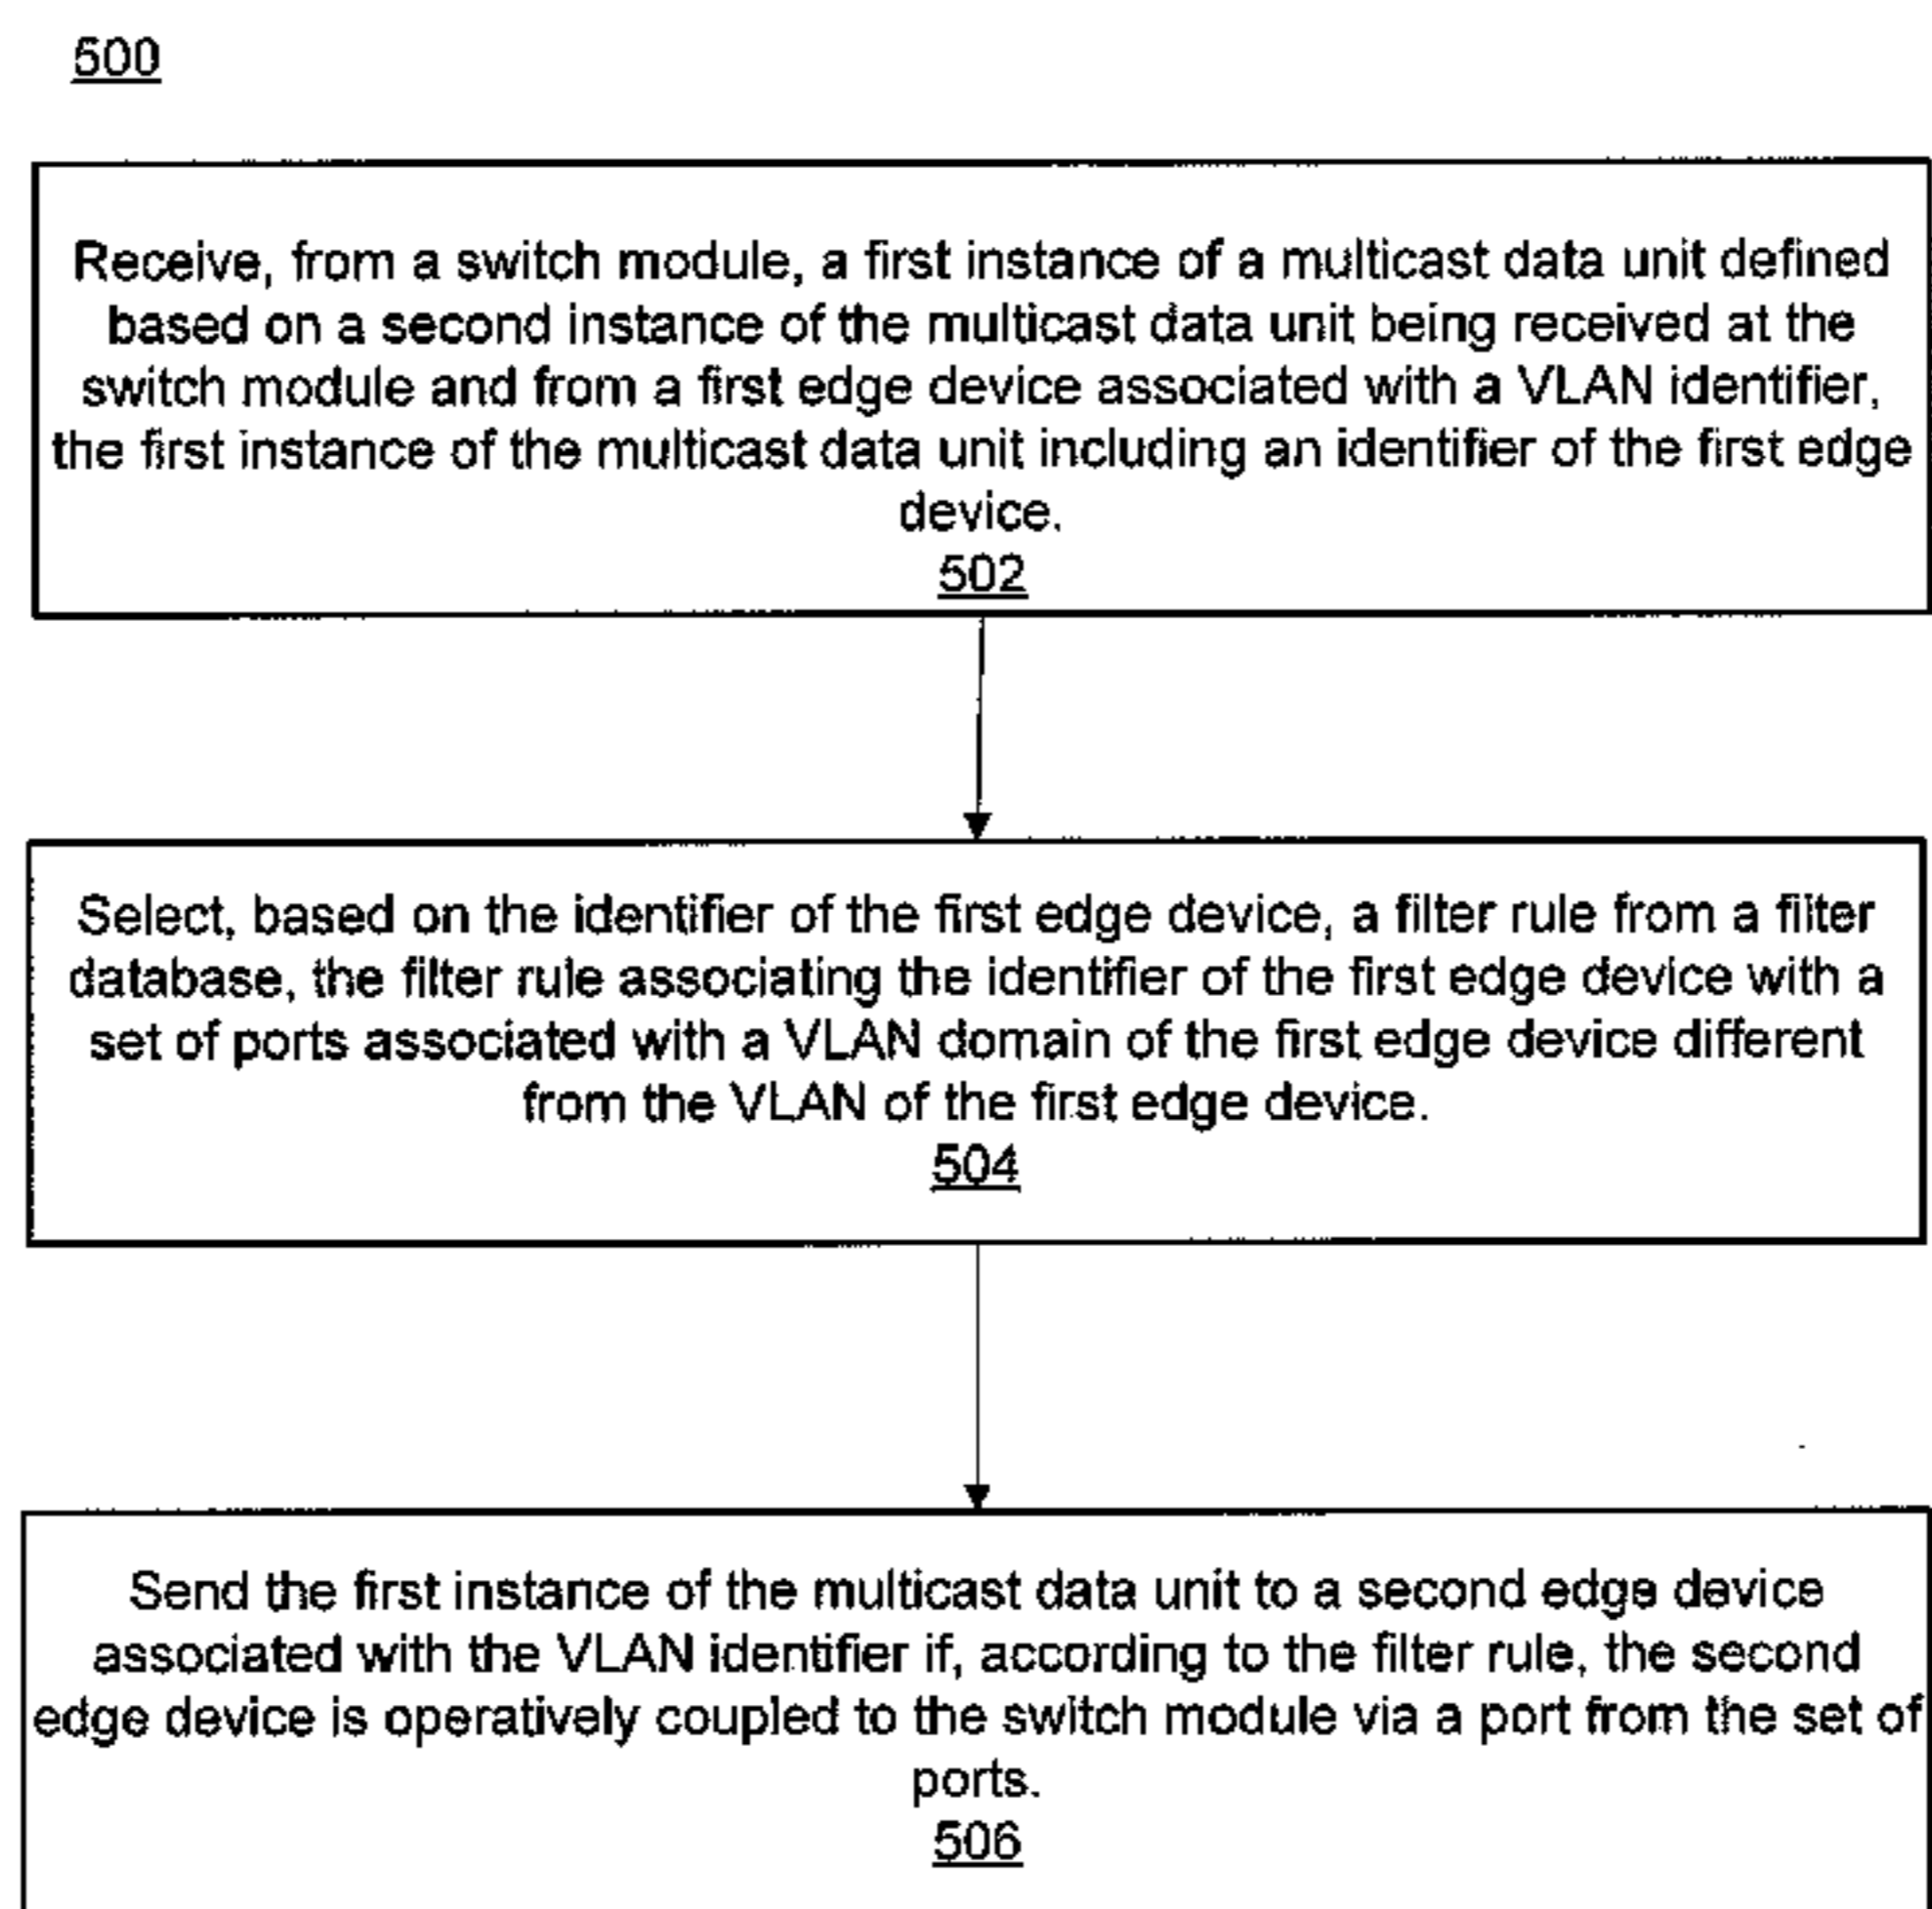 500
Receive, from a switch module, a first instance of a multicast data unit defined
based on a second instance of the multicast data unit being received at the
switch module and from a first edge device associated with a VLAN identifier,
the first instance of the multicast data unit including an identifier of the first edge
device.
502
Select, based on the identifier of the first edge device, a filter rule from a filter
database, the filter rule associating the identifier of the first edge device with a
set of ports associated with a VLAN domain of the first edge device different
from the VLAN of the first edge device.
504
Send the first instance of the multicast data unit to a second edge device
associated with the VLAN identifier if, according to the filter rule, the second
edge device is operatively coupled to the switch module via a port from the set of
ports.
506